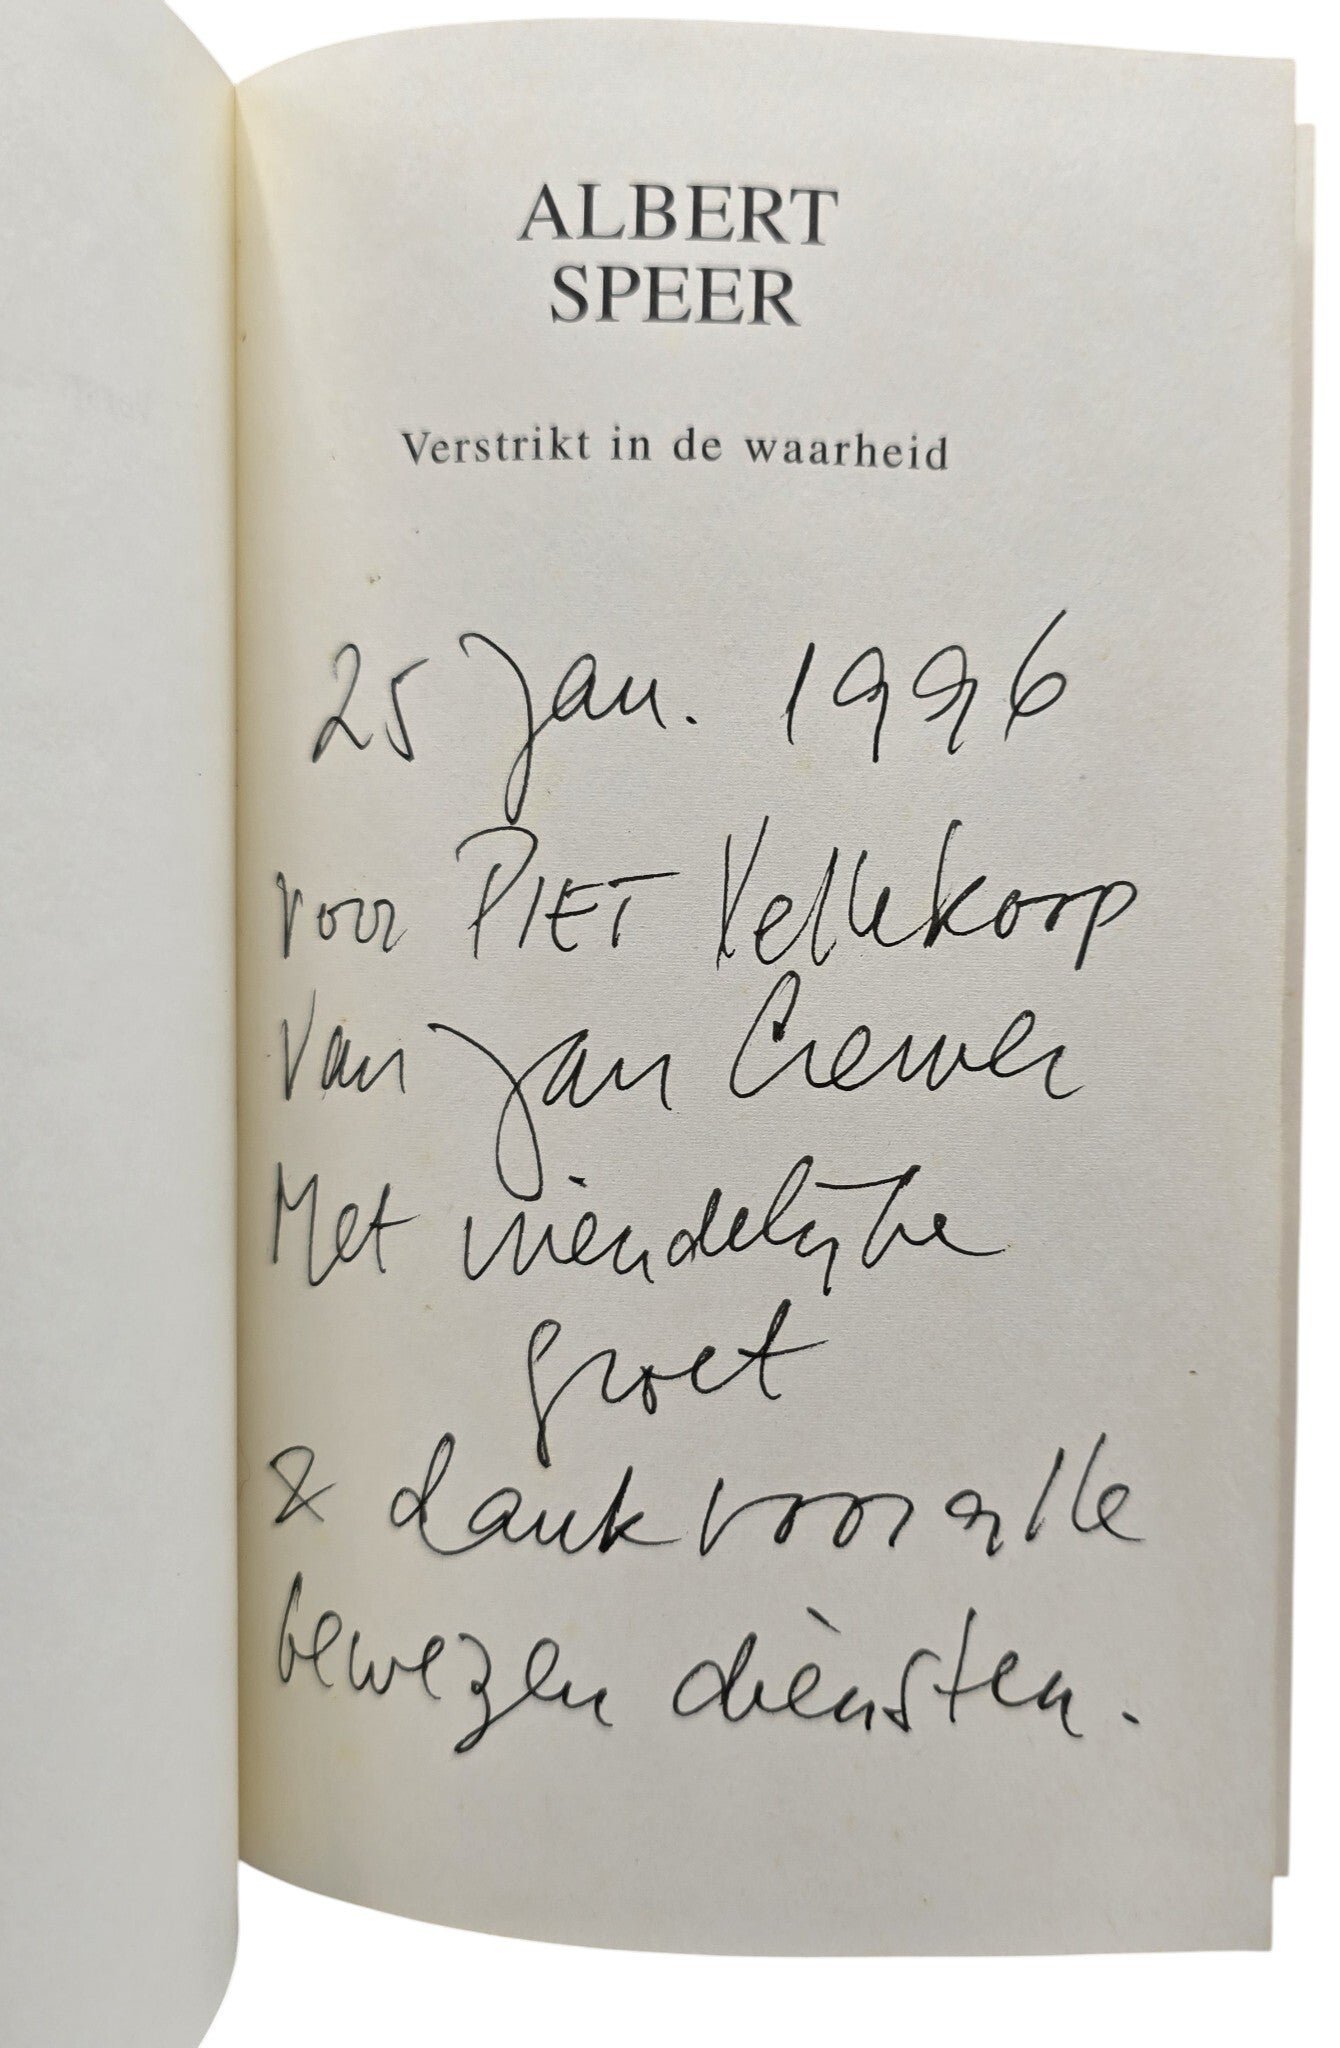 ALBERT
SPEER
Verstrikt in de waarheid
25 Jan. 1996
voor PIET Kellekoop
van Jan Cremer
Met vriendelijke
groet
& dank voor alle
bewezen diensten.